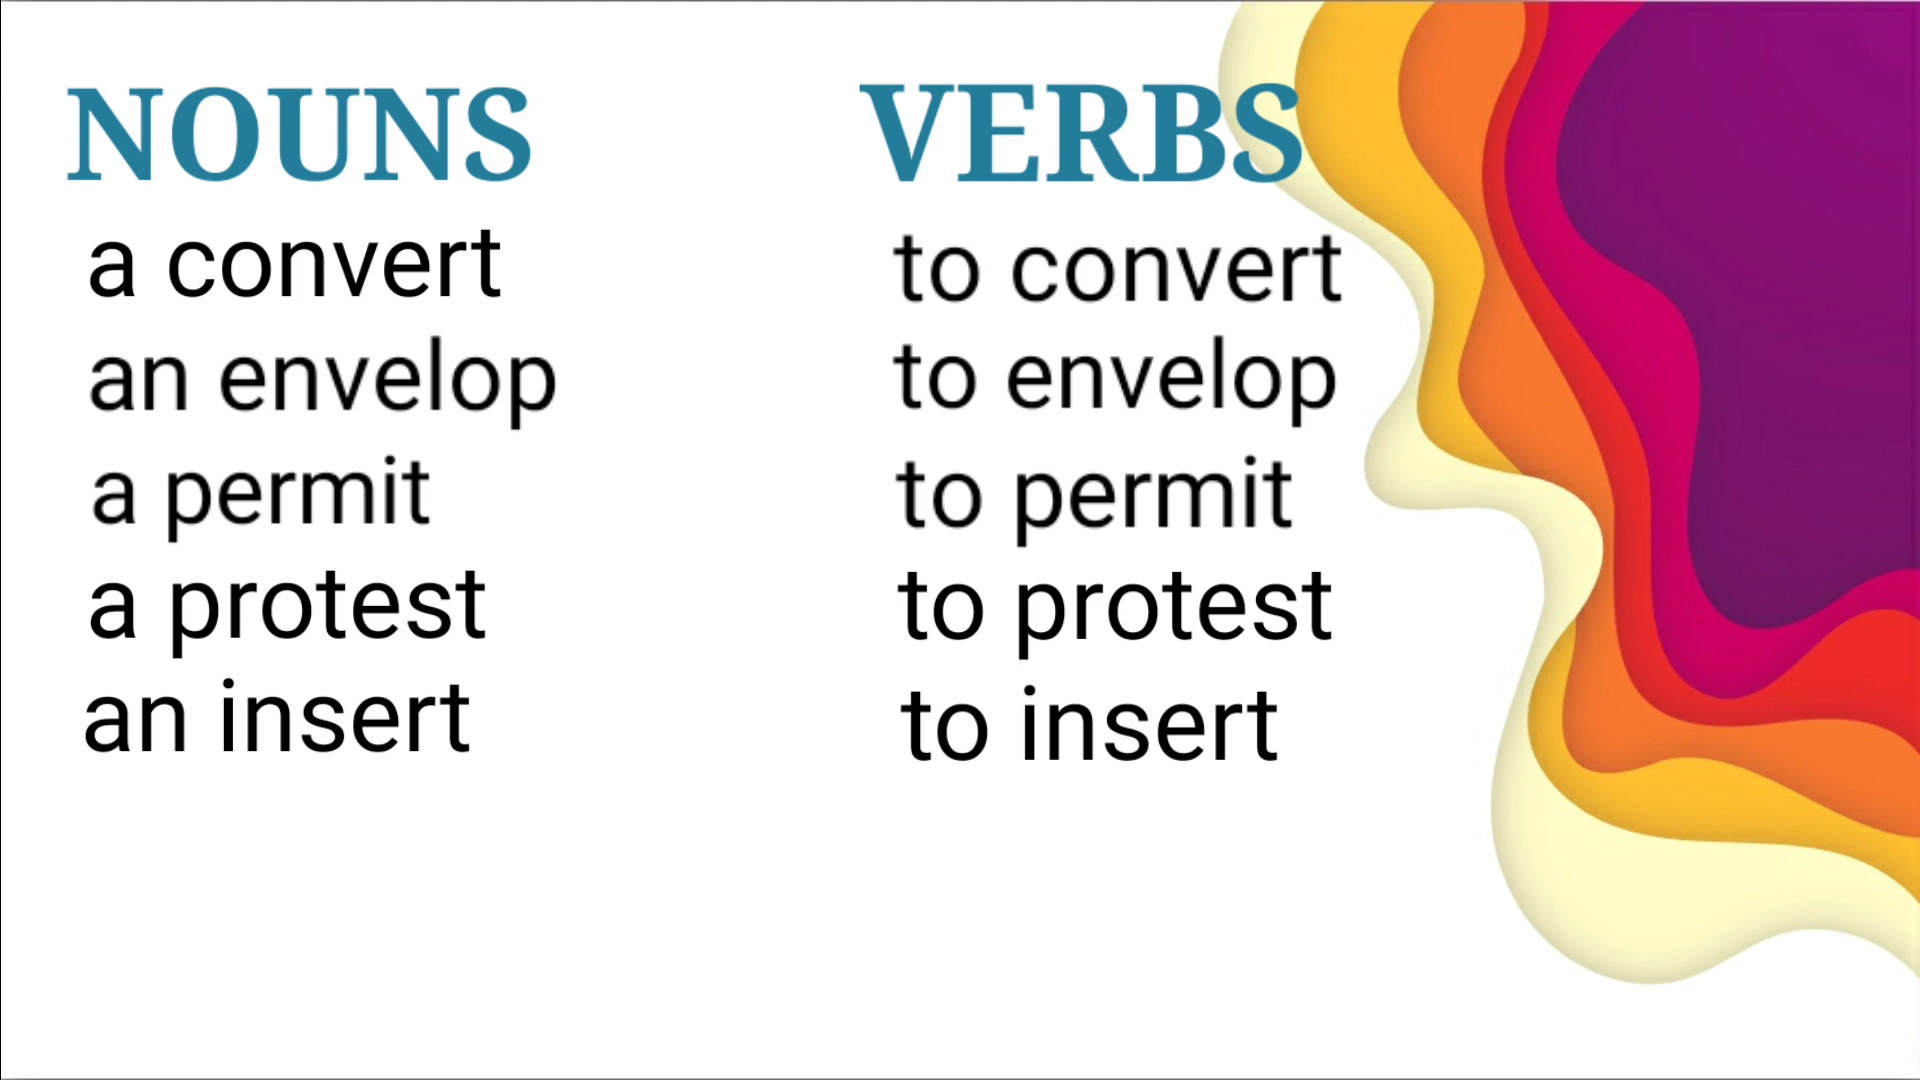 NOUNS
VERBS
a convert
to convert
an envelop
to envelop
a permit
to permit
a protest
to protest
an insert
to insert